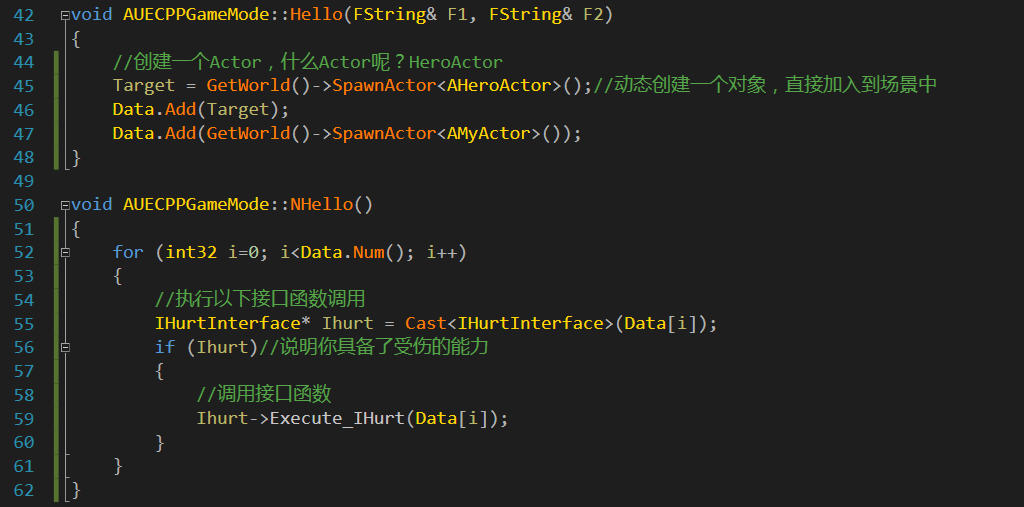 42 void AUECPPGameMode::Hello(FString& F1, FString& F2)
43 {
44     //创建一个Actor，什么Actor呢？HeroActor
45     Target = GetWorld()->SpawnActor<AHeroActor>();//动态创建一个对象，直接加入到场景中
46     Data.Add(Target);
47     Data.Add(GetWorld()->SpawnActor<AMyActor>());
48 }
49
50 void AUECPPGameMode::NHello()
51 {
52     for (int32 i=0; i<Data.Num(); i++)
53     {
54         //执行以下接口函数调用
55         IHurtInterface* Ihurt = Cast<IHurtInterface>(Data[i]);
56         if (Ihurt)//说明你具备了受伤的能力
57         {
58             //调用接口函数
59             Ihurt->Execute_IHurt(Data[i]);
60         }
61     }
62 }